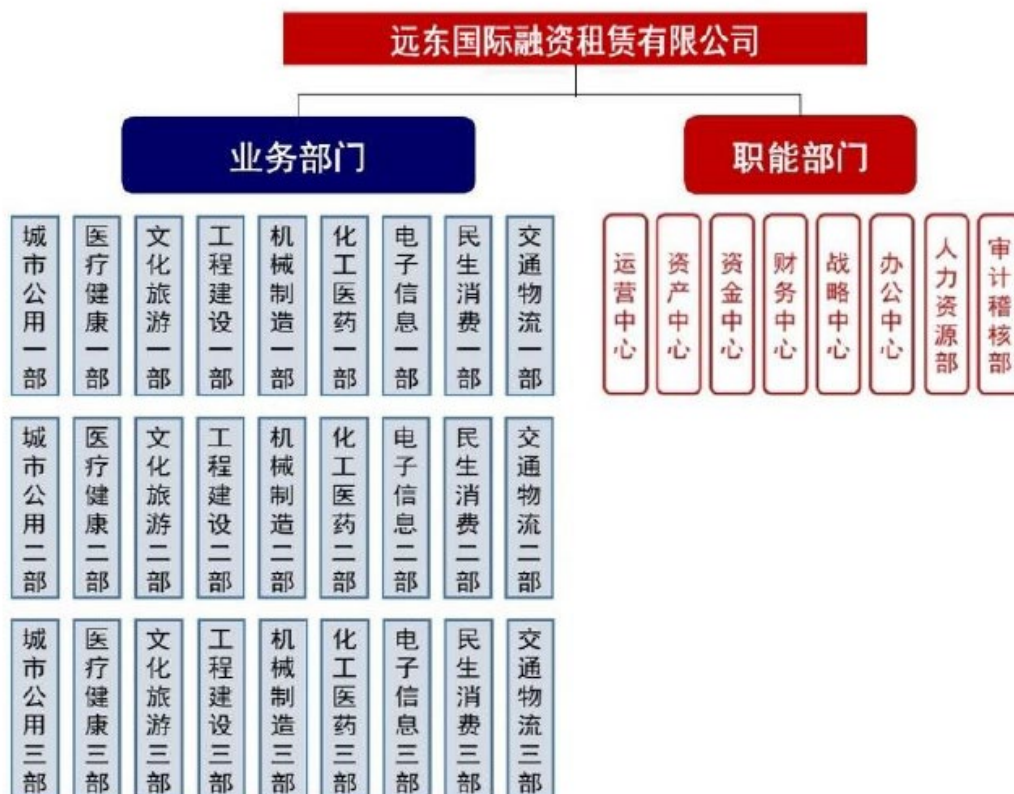 远东国际融资租赁有限公司
业务部门
职能部门
城市公用一部
医疗健康一部
文化旅游一部
工程建设一部
机械制造一部
化工医药一部
电子信息一部
民生消费一部
交通物流一部
运营中心
资产中心
资金中心
财务中心
战略中心
办公中心
人力资源部
审计稽核部
城市公用二部
医疗健康二部
文化旅游二部
工程建设二部
机械制造二部
化工医药二部
电子信息二部
民生消费二部
交通物流二部
城市公用三部
医疗健康三部
文化旅游三部
工程建设三部
机械制造三部
化工医药三部
电子信息三部
民生消费三部
交通物流三部